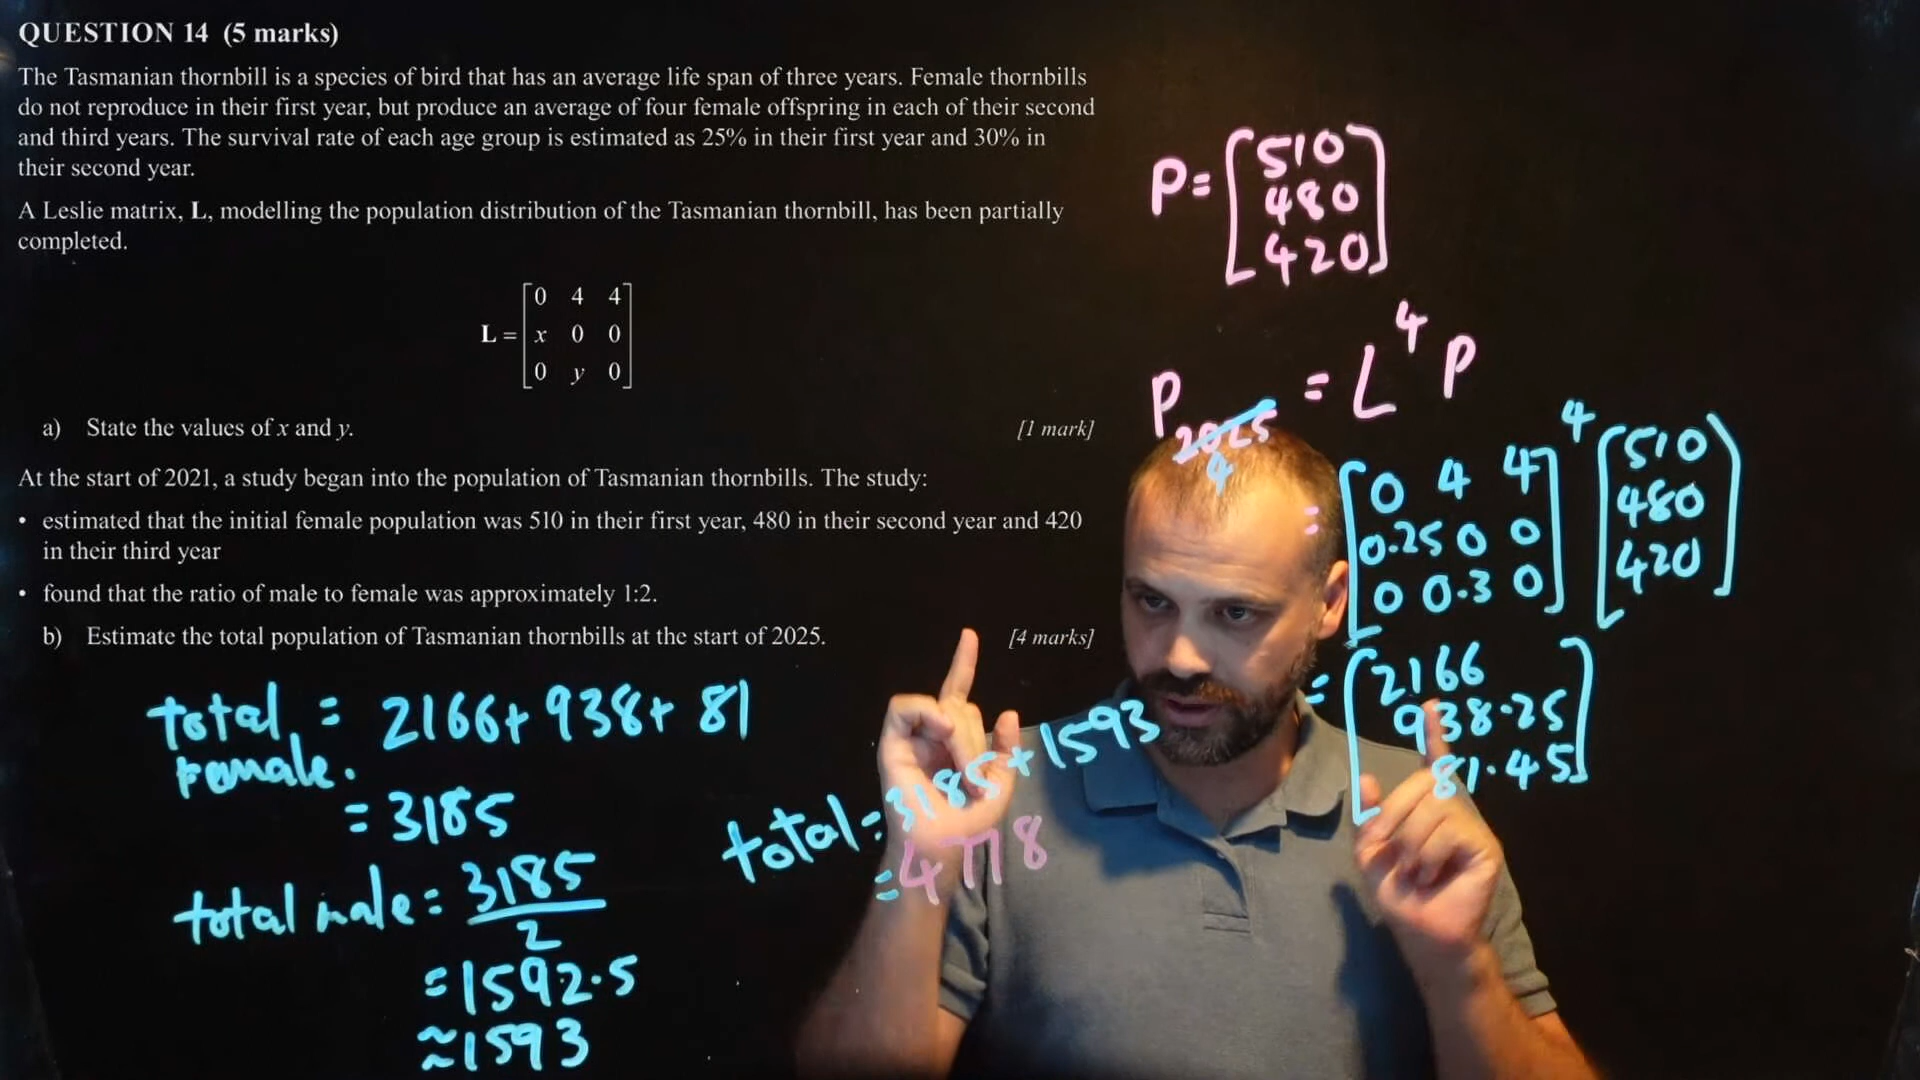 QUESTION 14 (5 marks)
The Tasmanian thornbill is a species of bird that has an average life span of three years. Female thornbills
do not reproduce in their first year, but produce an average of four female offspring in each of their second
and third years. The survival rate of each age group is estimated as 25% in their first year and 30% in
their second year.
A Leslie matrix, L, modelling the population distribution of the Tasmanian thornbill, has been partially
completed.
L = [0 4 4
x 0 0
0 y 0]
a) State the values of x and y. [1 mark]
At the start of 2021, a study began into the population of Tasmanian thornbills. The study:
• estimated that the initial female population was 510 in their first year, 480 in their second year and 420
in their third year
• found that the ratio of male to female was approximately 1:2.
b) Estimate the total population of Tasmanian thornbills at the start of 2025. [4 marks]
P = [510
480
420]
P 2025 = L⁴ P
4
= [0 4 4
0.25 0 0
0 0.3 0]⁴ [510
480
420]
= [2166
938.25
81.45]
total = 2166 + 938 + 81
female.
= 3185
total male = 3185
2
= 1592.5
≈ 1593
total = 3185 + 1593
= 4778